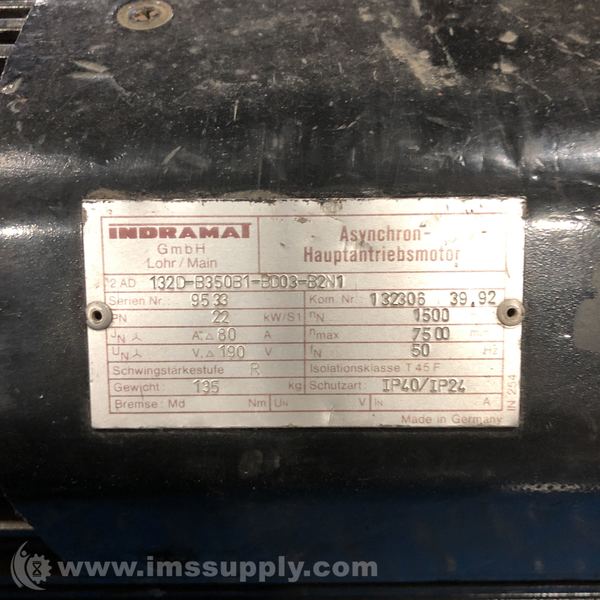 INDRAMAT
GmbH
Lohr/Main
Asynchron-
Hauptantriebsmotor
2 AD 132D-B350B1-BD03-B2N1
Serien Nr.: 9533 Kom. Nr. 132306 39,92
PN 22 kW/S1 nN 1500
JN A, △ 80 A nmax 7500
UN V, △ 190 V fN 50 Hz
Schwingstärkestufe R Isolationsklasse T 45 F
Gewicht: 135 kg Schutzart: IP40/IP24
Bremse: Md Nm UN V IN A
Made in Germany
IN 254
www.imssupply.com